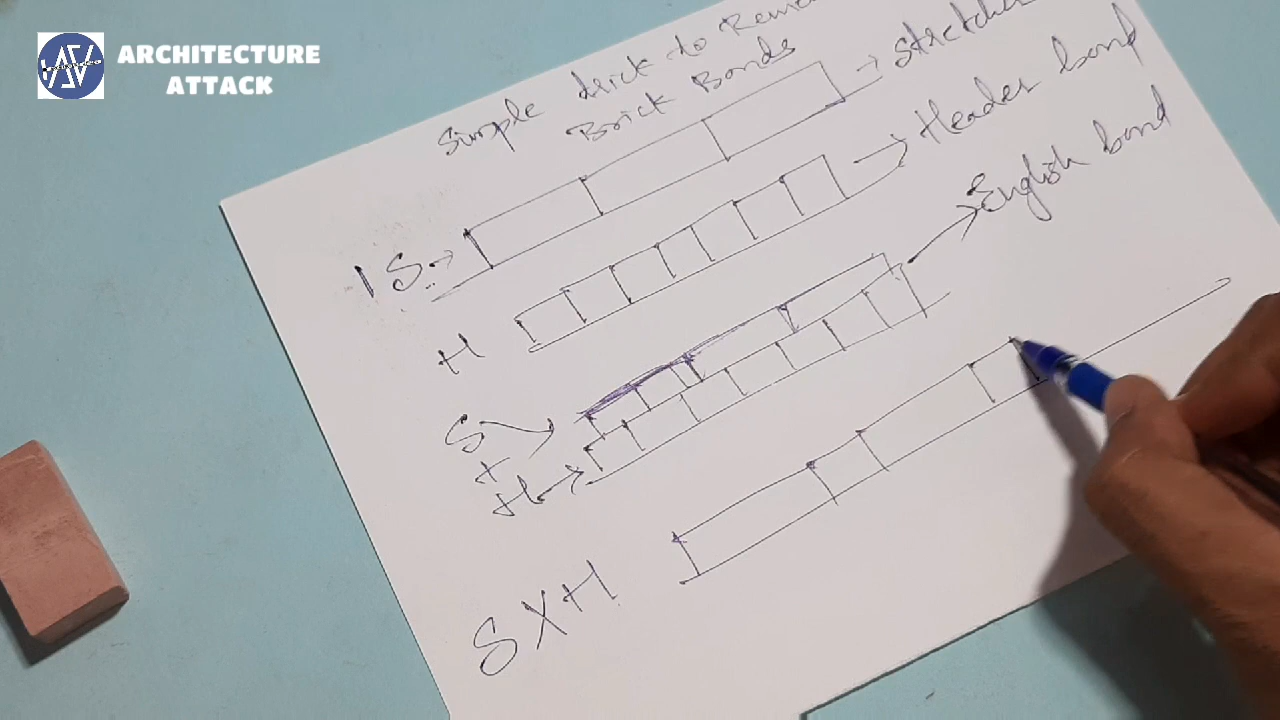 ARCHITECTURE
ATTACK
Simple trick to
Brick Bonds
1 S. →
→ Stretcher
H
→ Header bond
S
+
H →
→ English bond
S X H